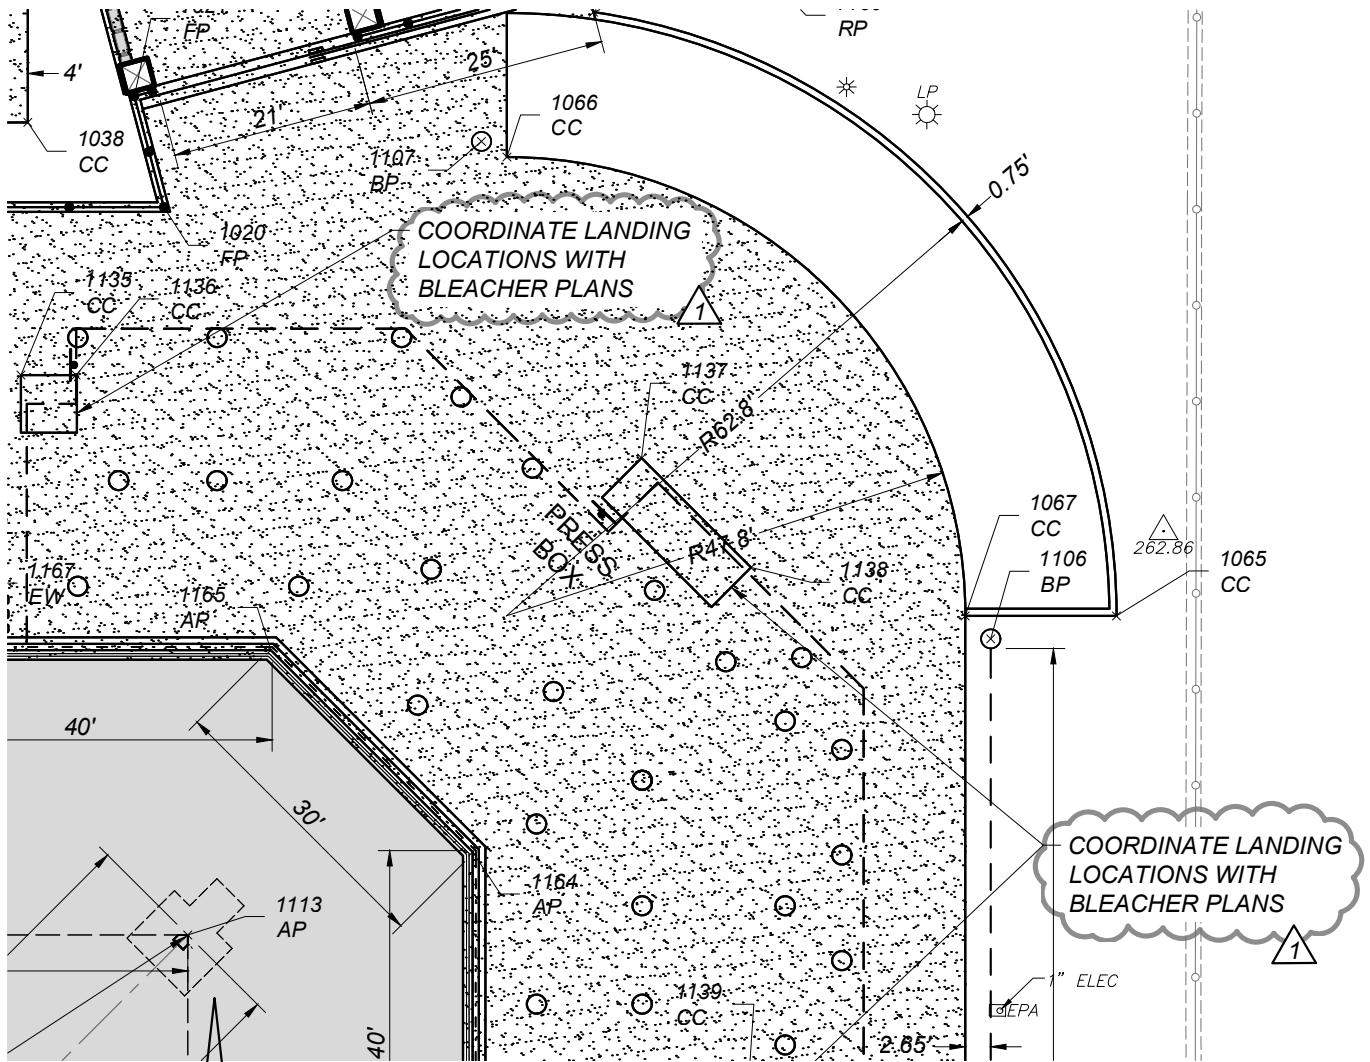 FP
RP
4'
25'
LP
21'
1066
CC
1038
CC
1107
BP
0.75'
COORDINATE LANDING
LOCATIONS WITH
BLEACHER PLANS
1
1020
FP
1135
CC
1136
CC
1137
CC
R62.8'
PRESS
BOX
R47.8'
1067
CC
262.86
1106
BP
1065
CC
1138
CC
1167
EW
1165
AP
40'
30'
COORDINATE LANDING
LOCATIONS WITH
BLEACHER PLANS
1
1164
AP
1113
AP
1139
CC
1" ELEC
EPA
40'
2.65'